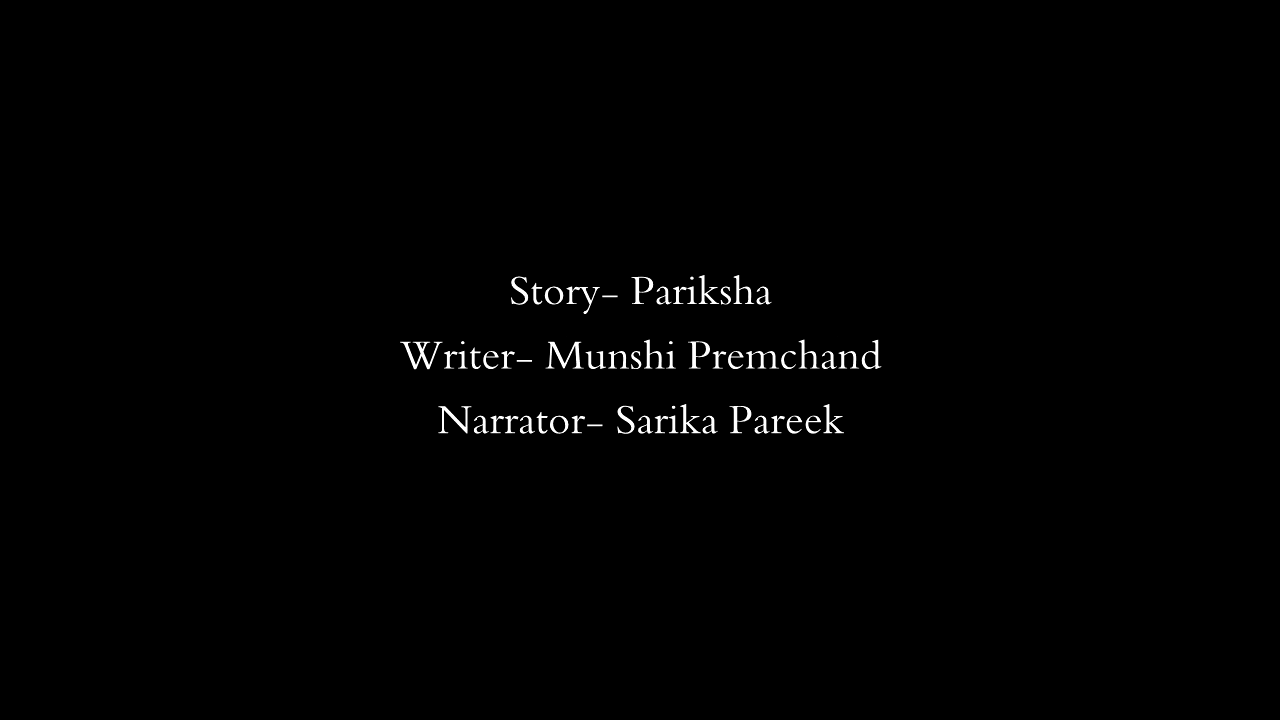 Story- Pariksha
Writer- Munshi Premchand
Narrator- Sarika Pareek